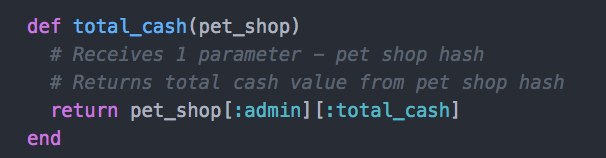 def total_cash(pet_shop)
# Receives 1 parameter - pet shop hash
# Returns total cash value from pet shop hash
return pet_shop[:admin][:total_cash]
end